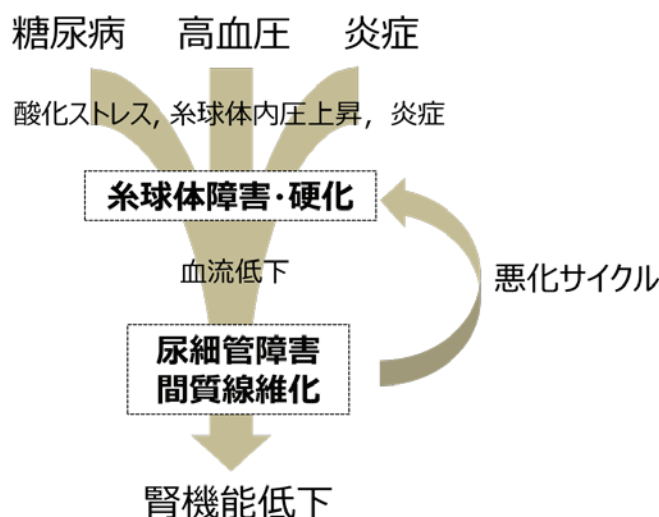 糖尿病 高血圧 炎症
酸化ストレス, 糸球体内圧上昇, 炎症
糸球体障害・硬化
血流低下
悪化サイクル
尿細管障害
間質線維化
腎機能低下